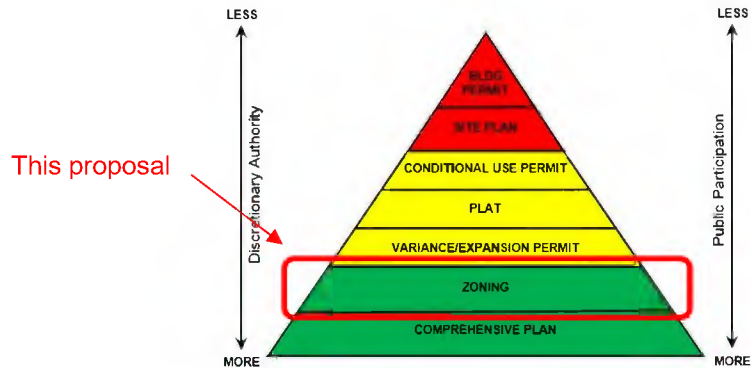 LESS
LESS
BLDG
PERMIT
SITE PLAN
This proposal
Discretionary Authority
CONDITIONAL USE PERMIT
PLAT
Public Participation
VARIANCE/EXPANSION PERMIT
ZONING
COMPREHENSIVE PLAN
MORE
MORE